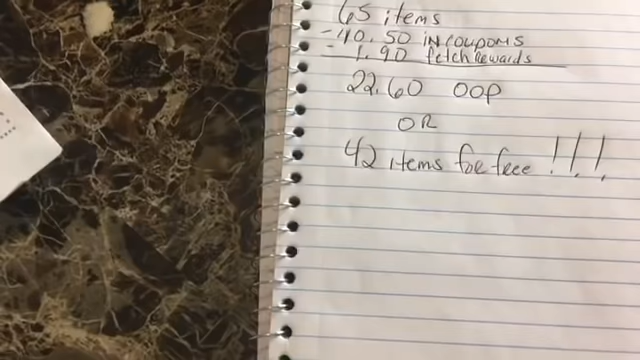 65 items
- 40.50 in coupons
- 1.90 fetch rewards
22.60 OOP
OR
42 items for free!!!